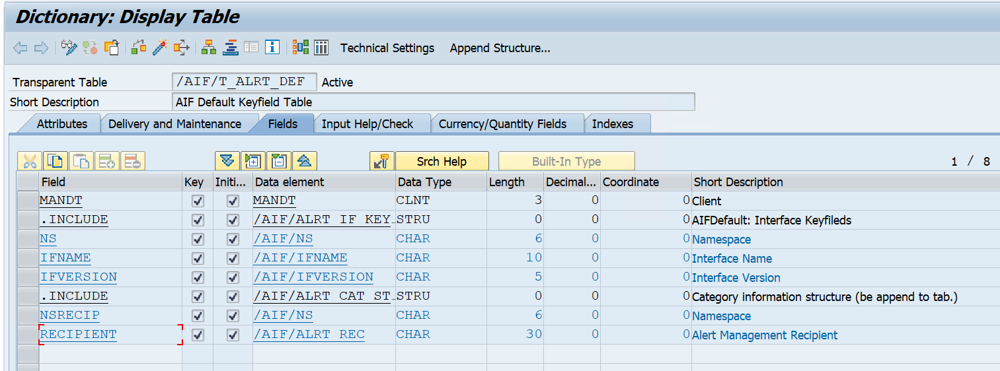 Dictionary: Display Table
Technical Settings Append Structure...
Transparent Table /AIF/T_ALRT_DEF Active
Short Description AIF Default Keyfield Table
Attributes Delivery and Maintenance Fields Input Help/Check Currency/Quantity Fields Indexes
Srch Help Built-In Type 1 / 8
Field Key Initi... Data element Data Type Length Decimal... Coordinate Short Description
MANDT MANDT CLNT 3 0 0 Client
.INCLUDE /AIF/ALRT_IF_KEY… STRU 0 0 0 AIFDefault: Interface Keyfileds
NS /AIF/NS CHAR 6 0 0 Namespace
IFNAME /AIF/IFNAME CHAR 10 0 0 Interface Name
IFVERSION /AIF/IFVERSION CHAR 5 0 0 Interface Version
.INCLUDE /AIF/ALRT_CAT_ST… STRU 0 0 0 Category information structure (be append to tab.)
NSRECIP /AIF/NS CHAR 6 0 0 Namespace
RECIPIENT /AIF/ALRT_REC CHAR 30 0 0 Alert Management Recipient